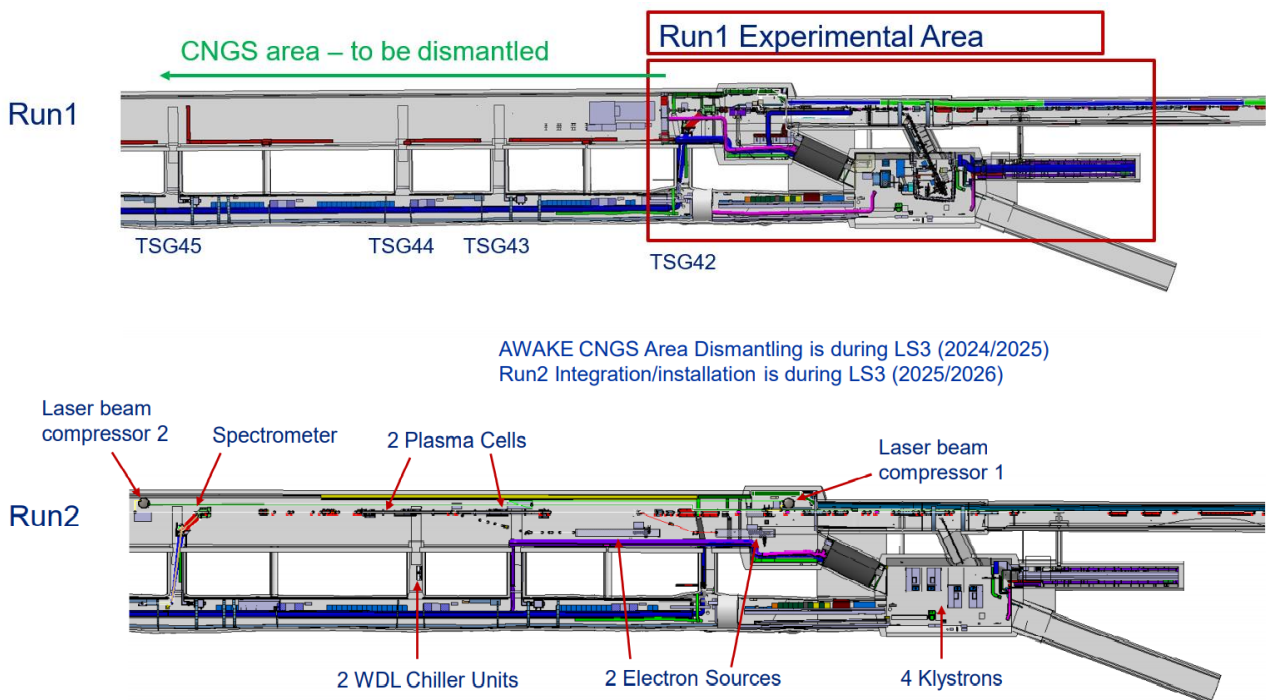 CNGS area – to be dismantled
Run1 Experimental Area
Run1
TSG45
TSG44
TSG43
TSG42
AWAKE CNGS Area Dismantling is during LS3 (2024/2025)
Run2 Integration/installation is during LS3 (2025/2026)
Laser beam
compressor 2
Spectrometer
2 Plasma Cells
Laser beam
compressor 1
Run2
2 WDL Chiller Units
2 Electron Sources
4 Klystrons